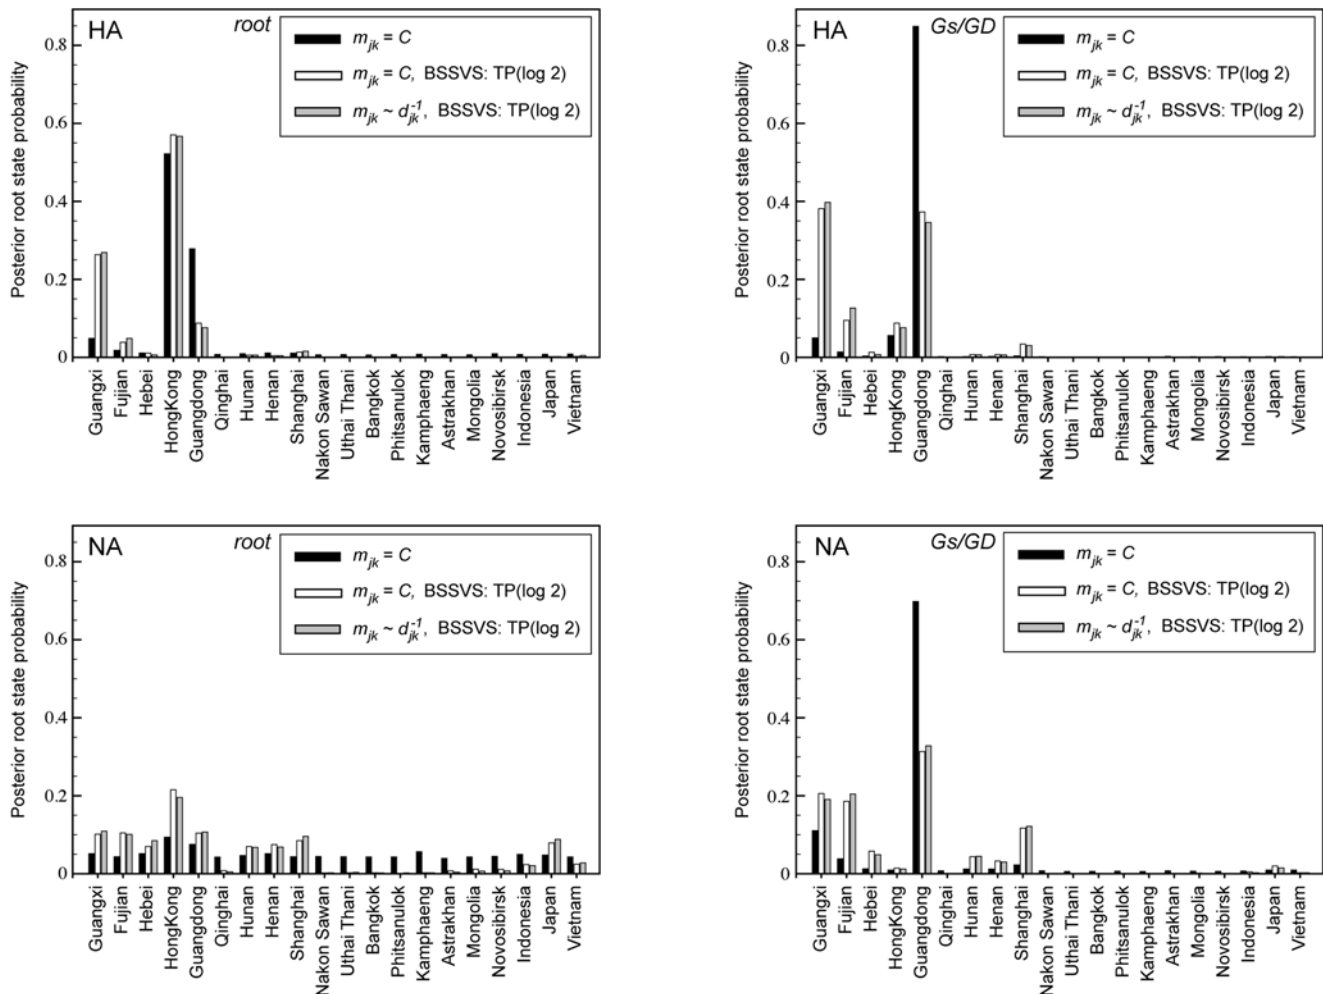 HA
root
m_jk = C
m_jk = C, BSSVS: TP(log 2)
m_jk ~ d_jk^-1, BSSVS: TP(log 2)
Posterior root state probability
0.8
0.6
0.4
0.2
0
Guangxi
Fujian
Hebei
HongKong
Guangdong
Qinghai
Hunan
Henan
Shanghai
Nakon Sawan
Uthai Thani
Bangkok
Phitsanulok
Kamphaeng
Astrakhan
Mongolia
Novosibirsk
Indonesia
Japan
Vietnam
HA
Gs/GD
m_jk = C
m_jk = C, BSSVS: TP(log 2)
m_jk ~ d_jk^-1, BSSVS: TP(log 2)
Posterior root state probability
0.8
0.6
0.4
0.2
0
Guangxi
Fujian
Hebei
HongKong
Guangdong
Qinghai
Hunan
Henan
Shanghai
Nakon Sawan
Uthai Thani
Bangkok
Phitsanulok
Kamphaeng
Astrakhan
Mongolia
Novosibirsk
Indonesia
Japan
Vietnam
NA
root
m_jk = C
m_jk = C, BSSVS: TP(log 2)
m_jk ~ d_jk^-1, BSSVS: TP(log 2)
Posterior root state probability
0.8
0.6
0.4
0.2
0
Guangxi
Fujian
Hebei
HongKong
Guangdong
Qinghai
Hunan
Henan
Shanghai
Nakon Sawan
Uthai Thani
Bangkok
Phitsanulok
Kamphaeng
Astrakhan
Mongolia
Novosibirsk
Indonesia
Japan
Vietnam
NA
Gs/GD
m_jk = C
m_jk = C, BSSVS: TP(log 2)
m_jk ~ d_jk^-1, BSSVS: TP(log 2)
Posterior root state probability
0.8
0.6
0.4
0.2
0
Guangxi
Fujian
Hebei
HongKong
Guangdong
Qinghai
Hunan
Henan
Shanghai
Nakon Sawan
Uthai Thani
Bangkok
Phitsanulok
Kamphaeng
Astrakhan
Mongolia
Novosibirsk
Indonesia
Japan
Vietnam